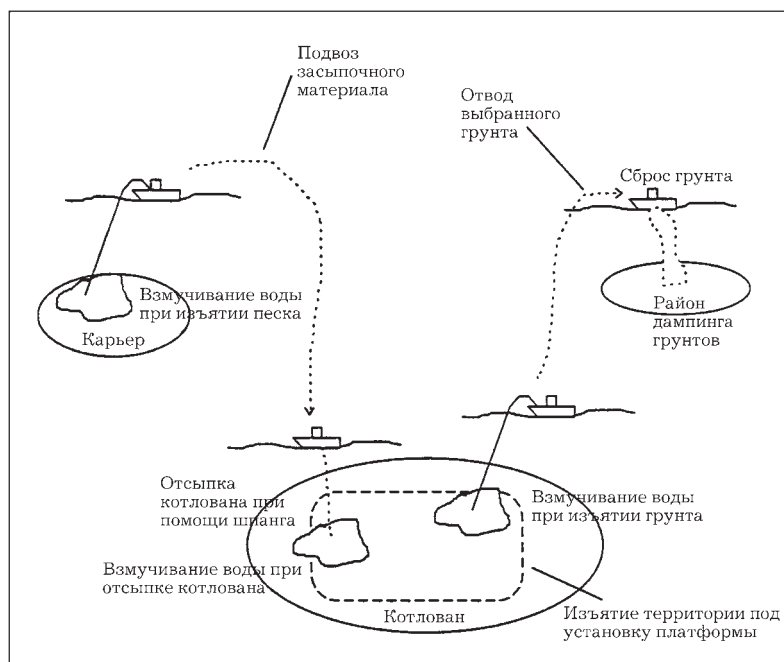 Подвоз
засыпочного
материала
Отвод
выбранного
грунта
Сброс грунта
Взмучивание воды
при изъятии песка
Карьер
Район
дампинга
грунтов
Отсыпка
котлована при
помощи шланга
Взмучивание воды
при изъятии грунта
Взмучивание воды при
отсыпке котлована
Котлован
Изъятие территории под
установку платформы